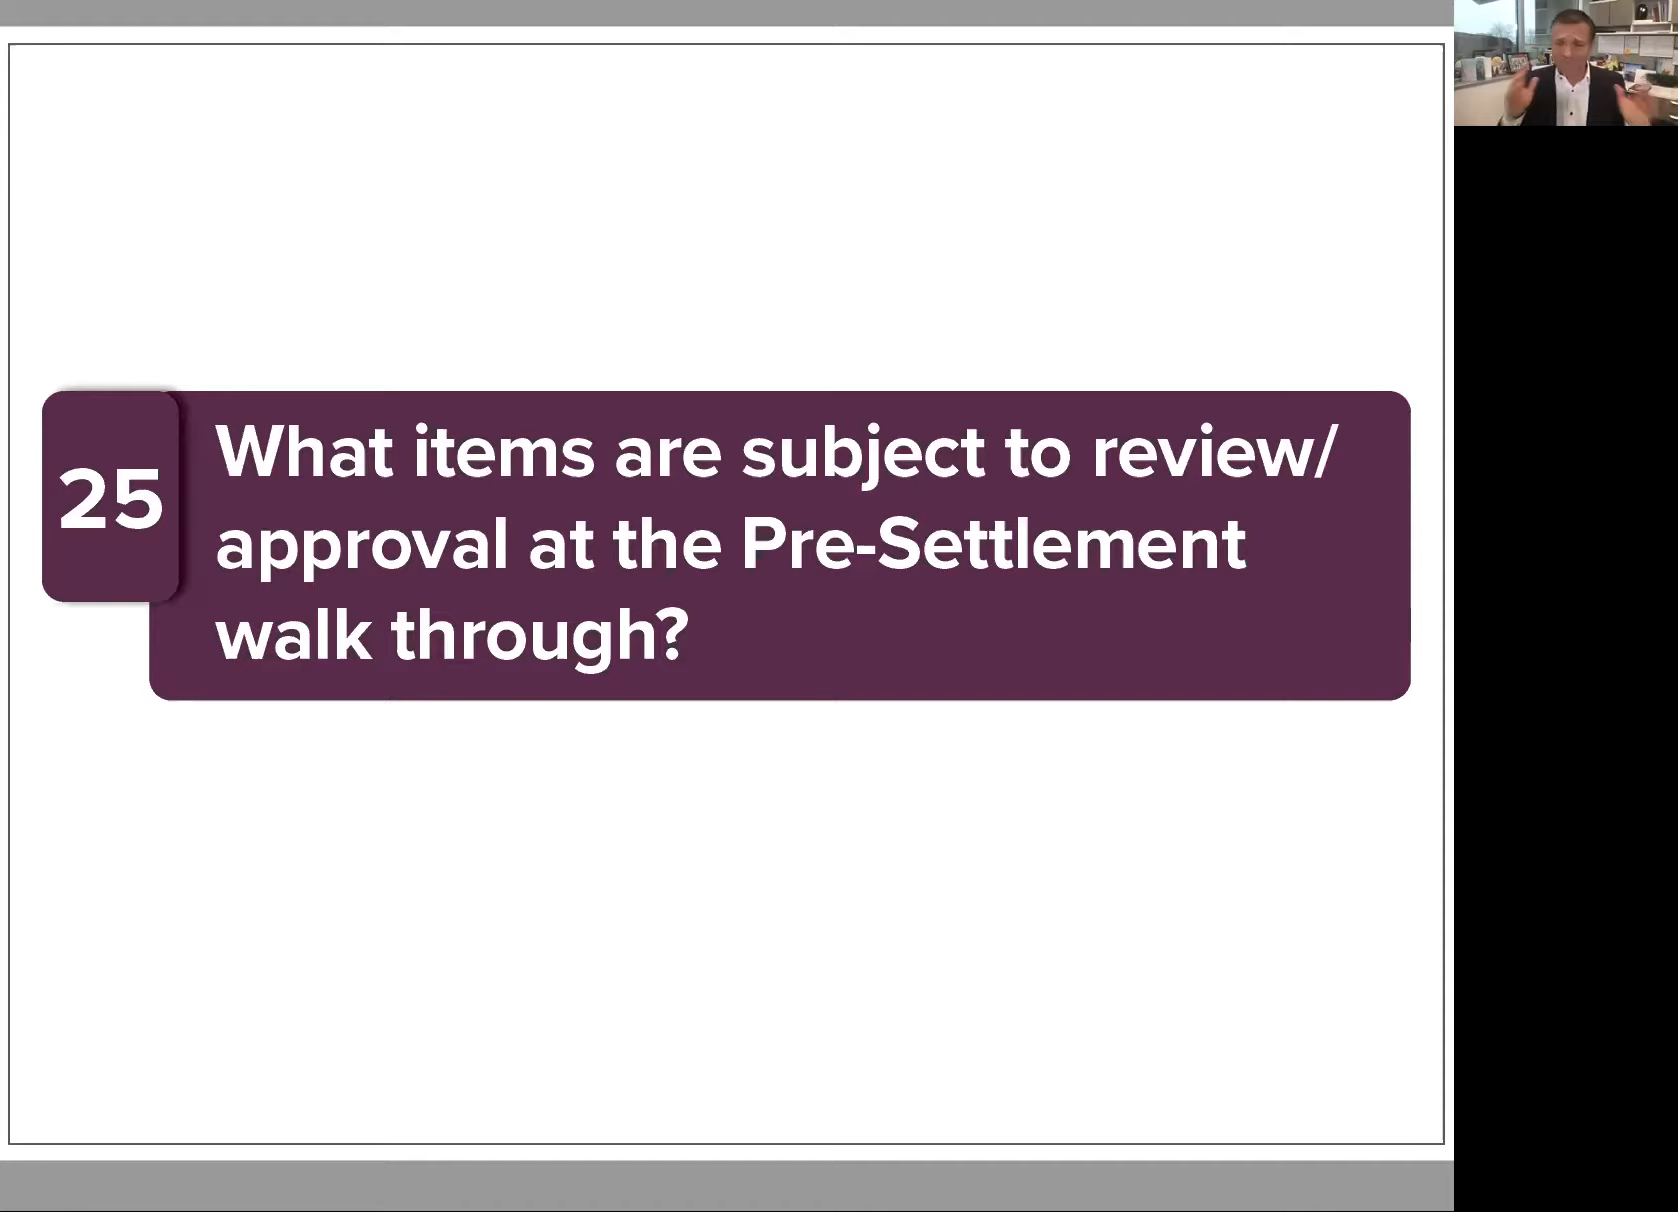 25
What items are subject to review/
approval at the Pre-Settlement
walk through?